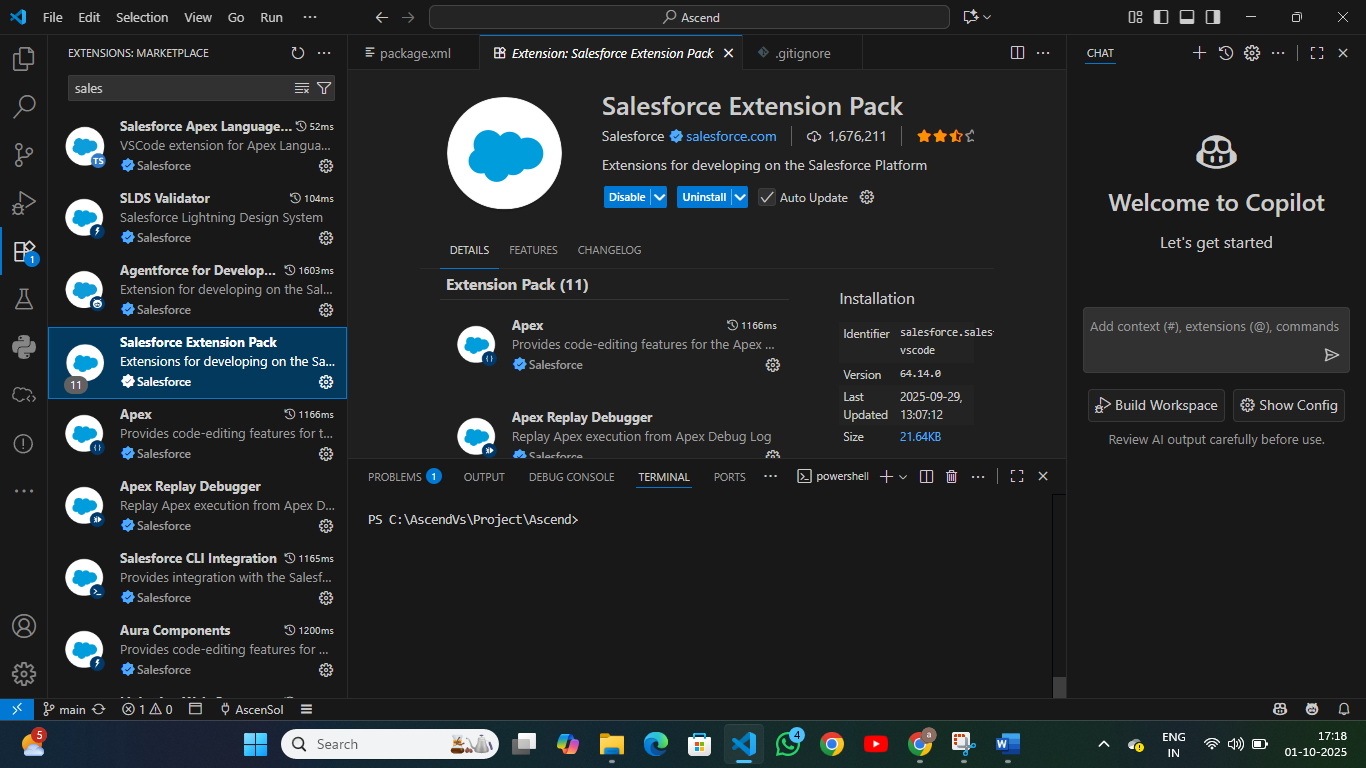 File Edit Selection View Go Run ···
Ascend
EXTENSIONS: MARKETPLACE
sales
Salesforce Apex Language... 52ms
VSCode extension for Apex Langua...
Salesforce
SLDS Validator 104ms
Salesforce Lightning Design System
Salesforce
Agentforce for Develop... 1603ms
Extension for developing on the Sal...
Salesforce
Salesforce Extension Pack
Extensions for developing on the Sa...
11 Salesforce
Apex 1166ms
Provides code-editing features for t...
Salesforce
Apex Replay Debugger
Replay Apex execution from Apex D...
Salesforce
Salesforce CLI Integration 1165ms
Provides integration with the Salesf...
Salesforce
Aura Components 1200ms
Provides code-editing features for ...
Salesforce
package.xml Extension: Salesforce Extension Pack .gitignore
Salesforce Extension Pack
Salesforce salesforce.com 1,676,211
Extensions for developing on the Salesforce Platform
Disable Uninstall Auto Update
DETAILS FEATURES CHANGELOG
Extension Pack (11)
Apex 1166ms
Provides code-editing features for the Apex ...
Salesforce
Apex Replay Debugger
Replay Apex execution from Apex Debug Log
Salesforce
Installation
Identifier salesforce.sales
vscode
Version 64.14.0
Last 2025-09-29,
Updated 13:07:12
Size 21.64KB
PROBLEMS 1 OUTPUT DEBUG CONSOLE TERMINAL PORTS ··· powershell
PS C:\AscendVs\Project\Ascend>
CHAT
Welcome to Copilot
Let's get started
Add context (#), extensions (@), commands
Build Workspace Show Config
Review AI output carefully before use.
1
TS
main 1 0 AscenSol
5 Search 4 a
ENG
IN
17:18
01-10-2025